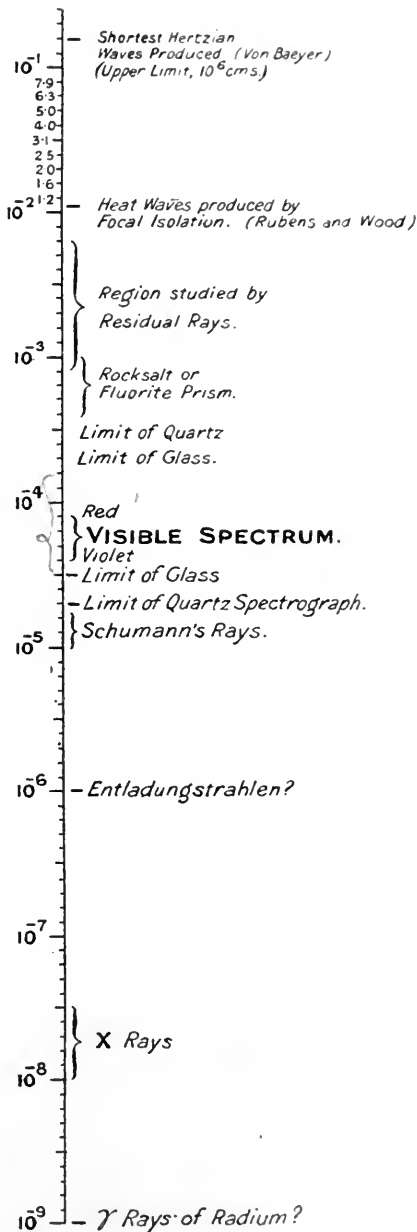 Shortest Hertzian
Waves Produced (Von Baeyer)
(Upper Limit, 10⁶ cms.)
10⁻¹
7·9
6·3
5·0
4·0
3·1
2·5
2·0
1·6
1·2
10⁻²
Heat Waves produced by
Focal Isolation. (Rubens and Wood)
Region studied by
Residual Rays.
10⁻³
Rocksalt or
Fluorite Prism.
Limit of Quartz
Limit of Glass.
10⁻⁴
Red
VISIBLE SPECTRUM.
Violet
Limit of Glass
Limit of Quartz Spectrograph.
10⁻⁵
Schumann's Rays.
10⁻⁶
Entladungstrahlen?
10⁻⁷
X Rays
10⁻⁸
10⁻⁹
γ Rays of Radium?